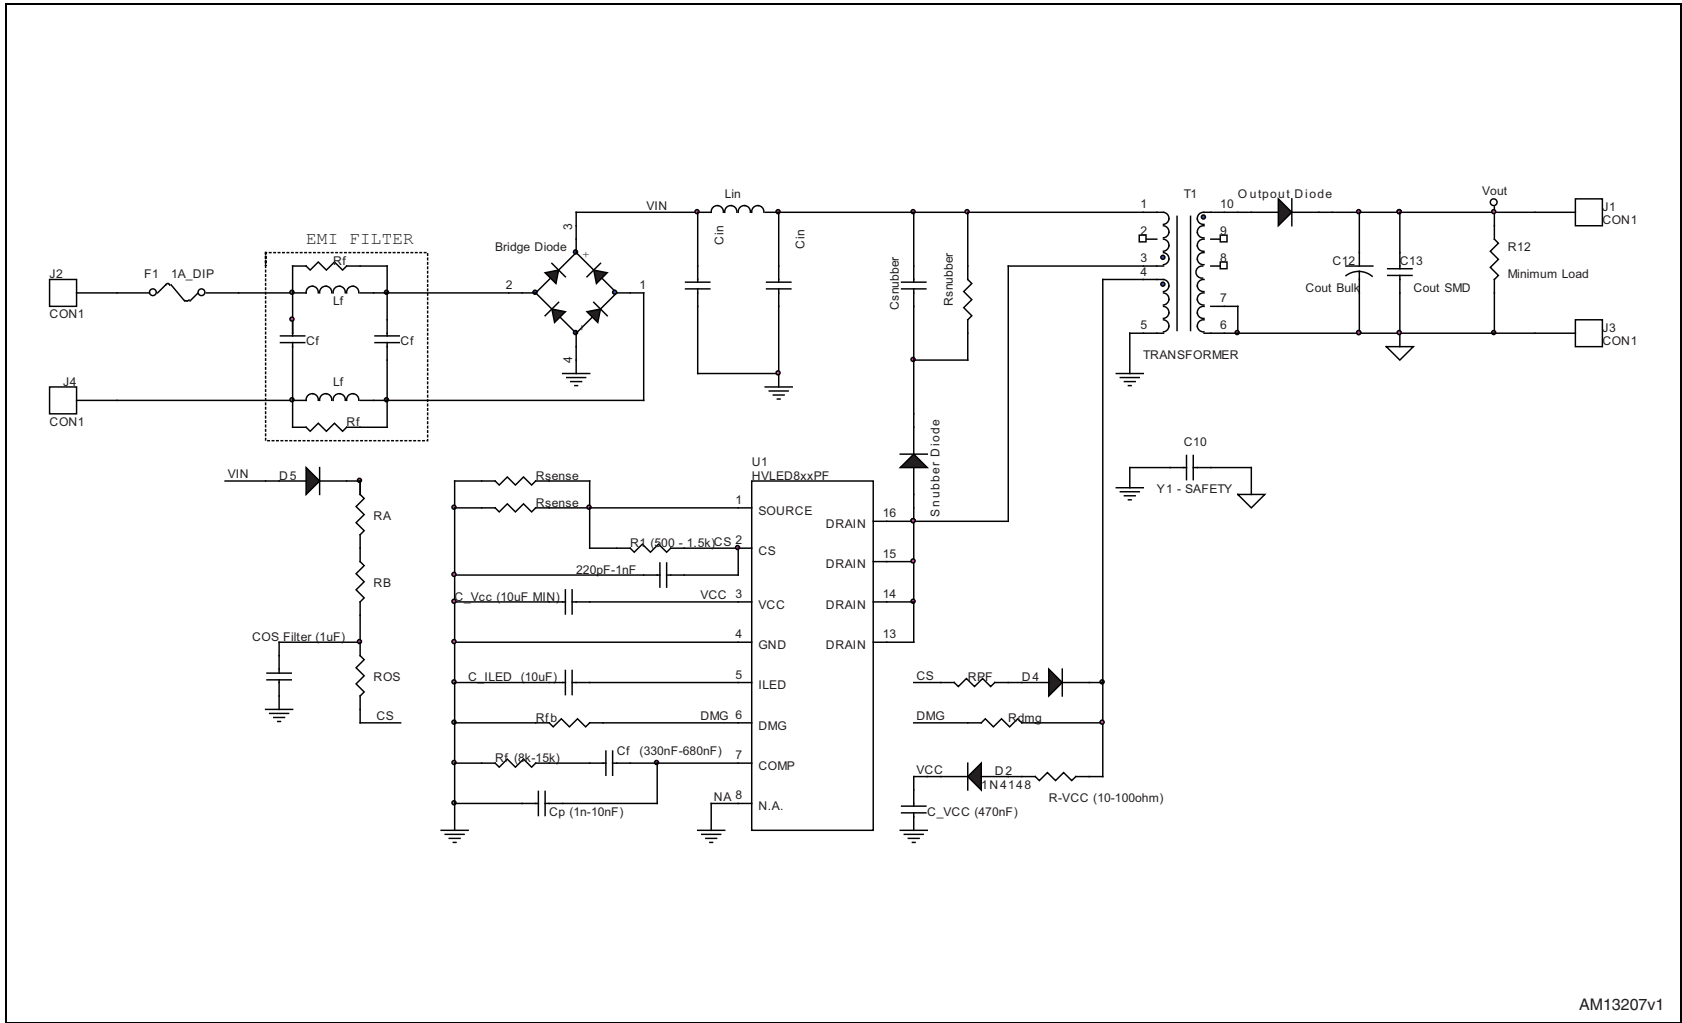 Lin
T1
Outpout Diode
Vout
VIN
1
10
J1
CON1
3
Cin
Cin
2
9
EMI FILTER
Bridge Diode
+
R12
Rf
3
8
C12
C13
J2
F1 1A_DIP
4
Minimum Load
2
1
Csnubber
Rsnubber
Cout Bulk
Cout SMD
Lf
7
CON1
5
6
J3
CON1
Cf
Cf
4
TRANSFORMER
J4
Lf
CON1
Rf
Snubber Diode
C10
U1
HVLED8xxPF
VIN
D5
Rsense
Y1 - SAFETY
1
Rsense
SOURCE
16
RA
DRAIN
R1 (500 - 1.5k)
CS 2
CS
15
DRAIN
220pF-1nF
RB
C_Vcc (10uF MIN)
VCC 3
VCC
14
DRAIN
COS Filter (1uF)
4
GND
13
DRAIN
ROS
C_ILED (10uF)
5
ILED
CS
RPF
D4
CS
Rfb
DMG 6
DMG
DMG
Rdmg
Rf (8k-15k)
Cf (330nF-680nF)
7
COMP
VCC
D2
1N4148
R-VCC (10-100ohm)
NA 8
N.A.
Cp (1n-10nF)
C_VCC (470nF)
AM13207v1